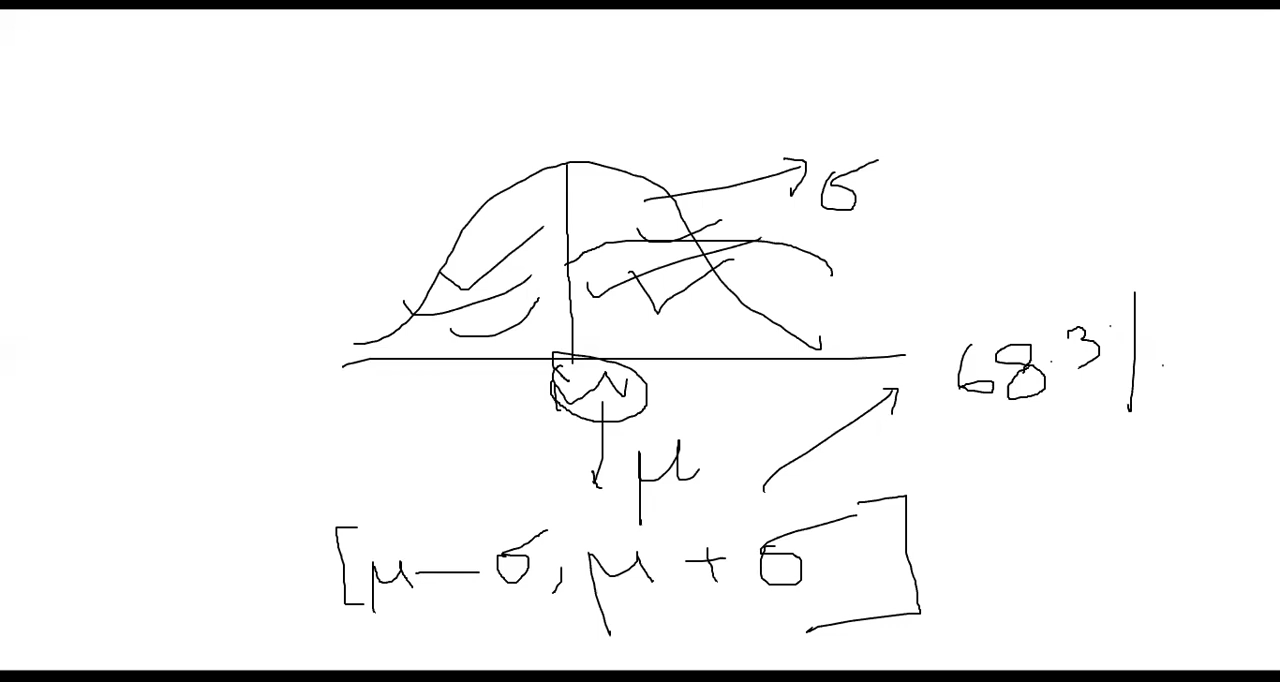 σ
68.3%
μ
[μ - σ, μ + σ]